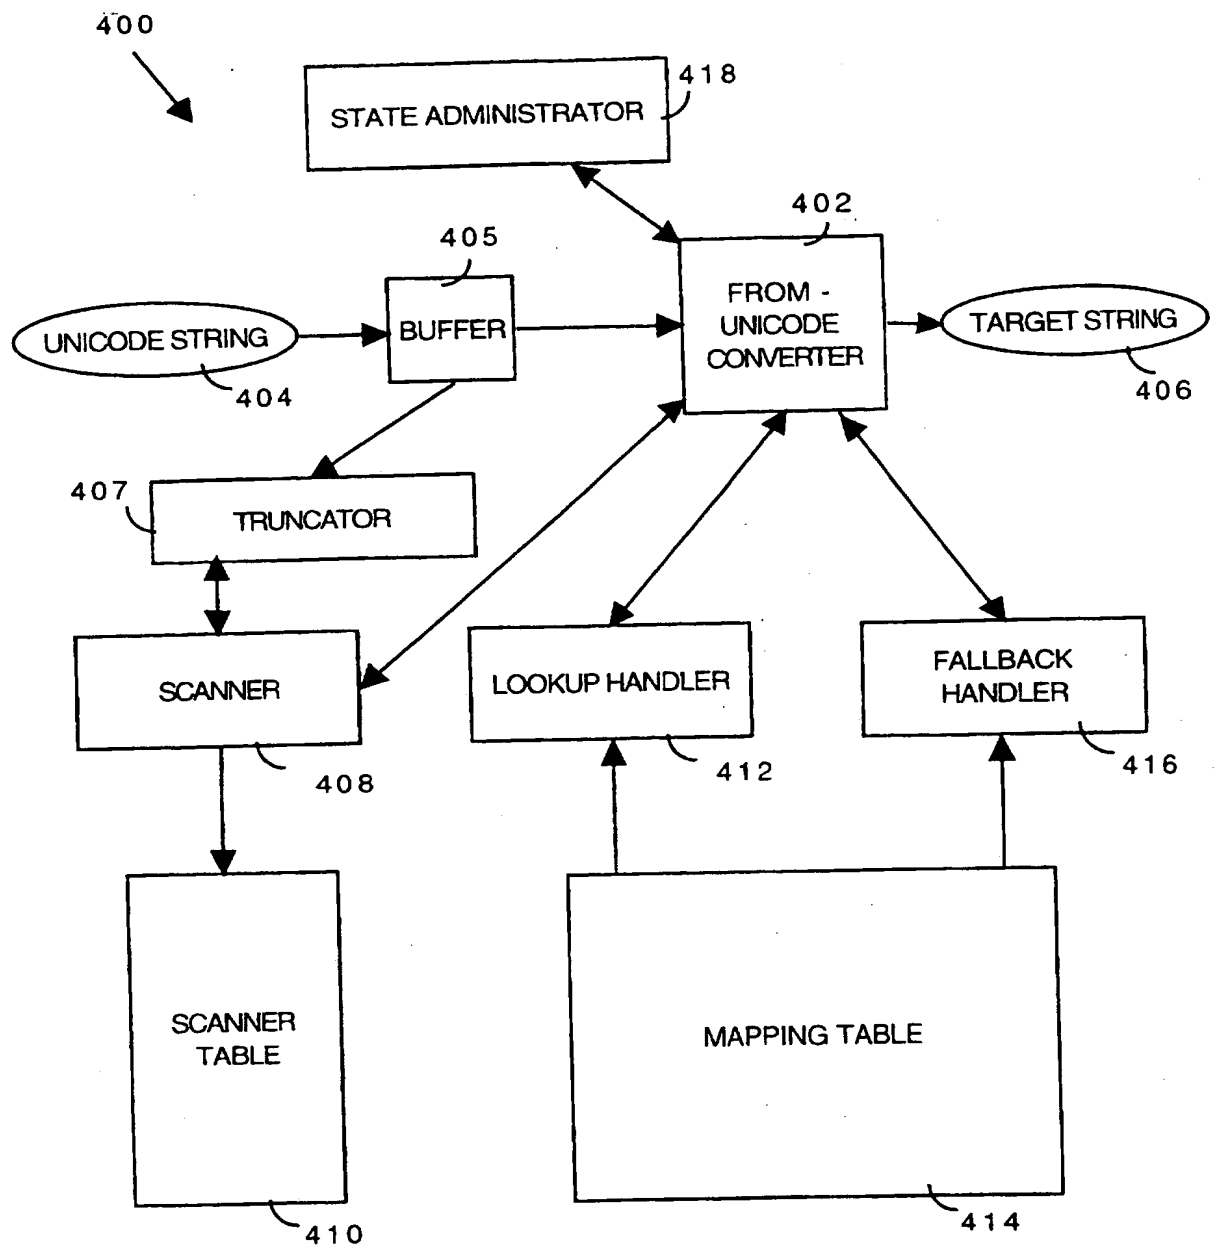 400
418
STATE ADMINISTRATOR
402
405
FROM -
UNICODE
CONVERTER
UNICODE STRING
BUFFER
TARGET STRING
404
406
407
TRUNCATOR
SCANNER
LOOKUP HANDLER
FALLBACK
HANDLER
408
412
416
SCANNER
TABLE
MAPPING TABLE
410
414